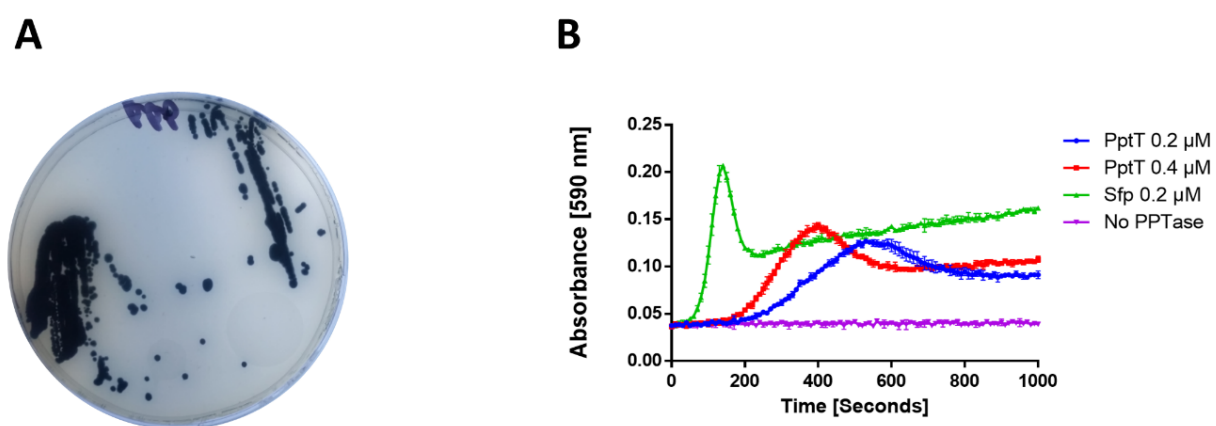 A
B
Absorbance [590 nm]
0.25
0.20
0.15
0.10
0.05
0.00
0
200
400
600
800
1000
Time [Seconds]
PptT 0.2 μM
PptT 0.4 μM
Sfp 0.2 μM
No PPTase